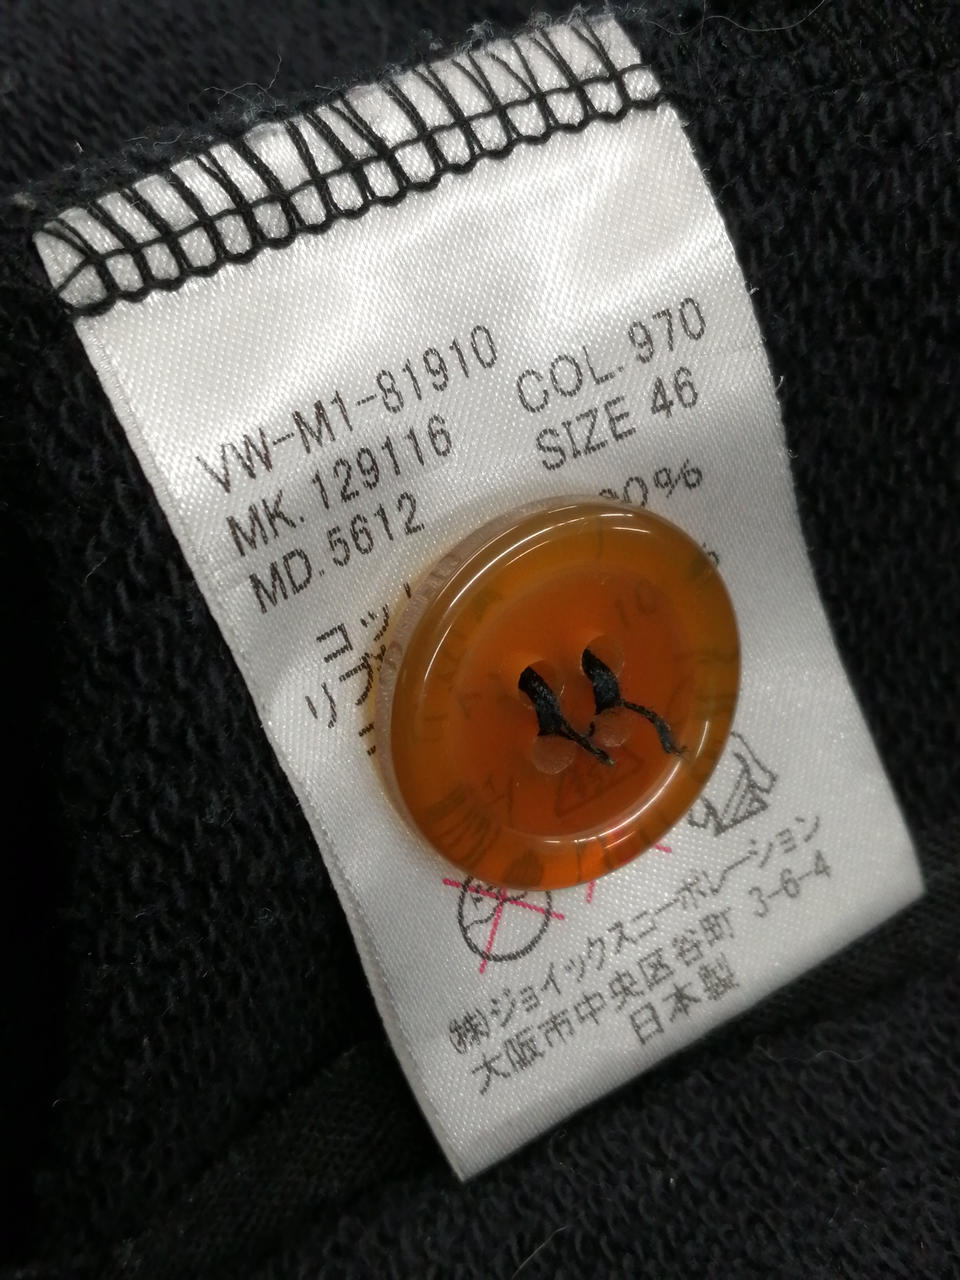 VW-M1-81910 COL. 970
MK. 129116 SIZE 46
MD. 5612
0%
10
(株)ジョイックスコーポレーション
大阪市中央区谷町 3-6-4
日本製